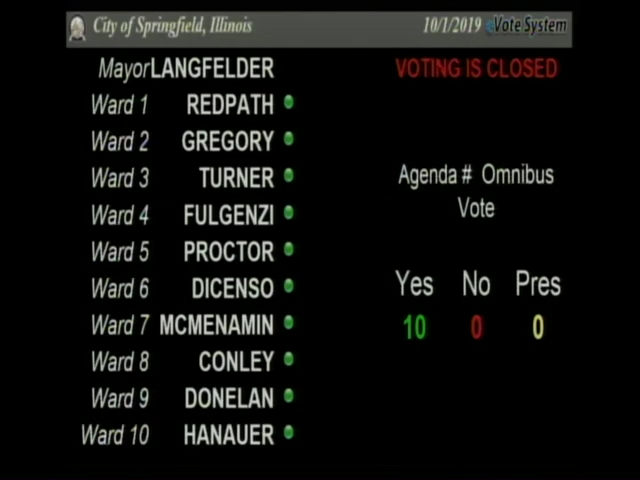 City of Springfield, Illinois 10/1/2019 eVote System
Mayor LANGFELDER VOTING IS CLOSED
Ward 1 REDPATH
Ward 2 GREGORY
Ward 3 TURNER
Agenda # Omnibus
Vote
Ward 4 FULGENZI
Ward 5 PROCTOR
Ward 6 DICENSO
Yes No Pres
Ward 7 MCMENAMIN
10 0 0
Ward 8 CONLEY
Ward 9 DONELAN
Ward 10 HANAUER